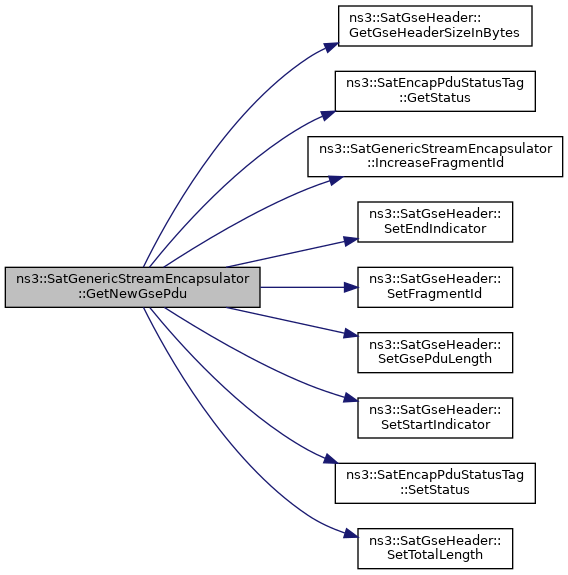 ns3::SatGenericStreamEncapsulator
::GetNewGsePdu
ns3::SatGseHeader::
GetGseHeaderSizeInBytes
ns3::SatEncapPduStatusTag
::GetStatus
ns3::SatGenericStreamEncapsulator
::IncreaseFragmentId
ns3::SatGseHeader::
SetEndIndicator
ns3::SatGseHeader::
SetFragmentId
ns3::SatGseHeader::
SetGsePduLength
ns3::SatGseHeader::
SetStartIndicator
ns3::SatEncapPduStatusTag
::SetStatus
ns3::SatGseHeader::
SetTotalLength